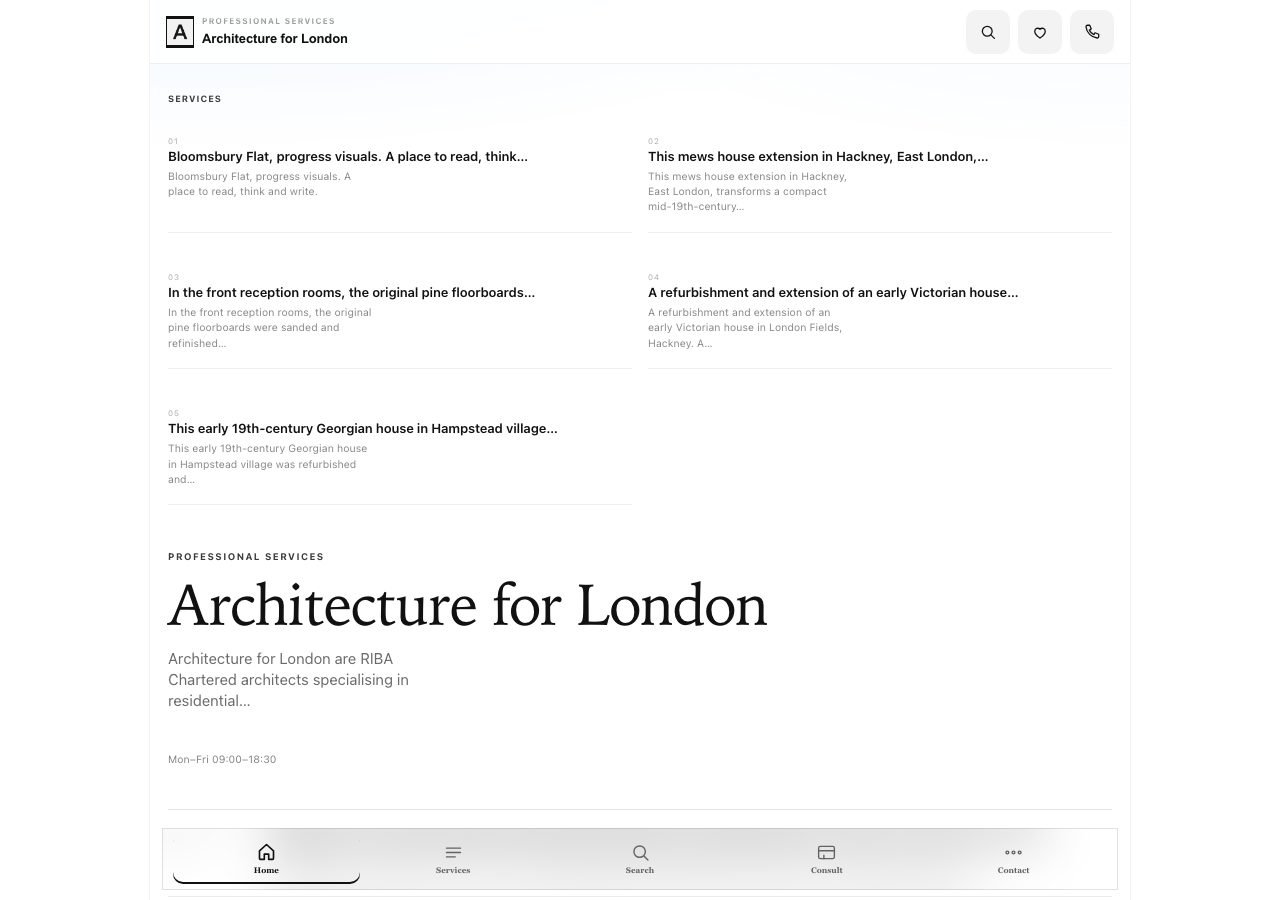 A
PROFESSIONAL SERVICES
Architecture for London
SERVICES
01
Bloomsbury Flat, progress visuals. A place to read, think...
Bloomsbury Flat, progress visuals. A
place to read, think and write.
02
This mews house extension in Hackney, East London,...
This mews house extension in Hackney,
East London, transforms a compact
mid-19th-century...
03
In the front reception rooms, the original pine floorboards...
In the front reception rooms, the original
pine floorboards were sanded and
refinished...
04
A refurbishment and extension of an early Victorian house...
A refurbishment and extension of an
early Victorian house in London Fields,
Hackney. A...
05
This early 19th-century Georgian house in Hampstead village...
This early 19th-century Georgian house
in Hampstead village was refurbished
and...
PROFESSIONAL SERVICES
Architecture for London
Architecture for London are RIBA
Chartered architects specialising in
residential...
Mon–Fri 09:00–18:30
Home
Services
Search
Consult
Contact